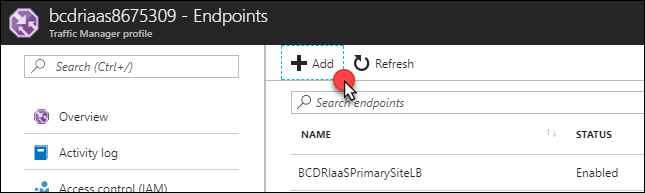 bcdriaas8675309 - Endpoints
Traffic Manager profile
Search (Ctrl+/)
Overview
Activity log
Access control (IAM)
Add
Refresh
Search endpoints
NAME
STATUS
BCDRIaaSPrimarySiteLB
Enabled